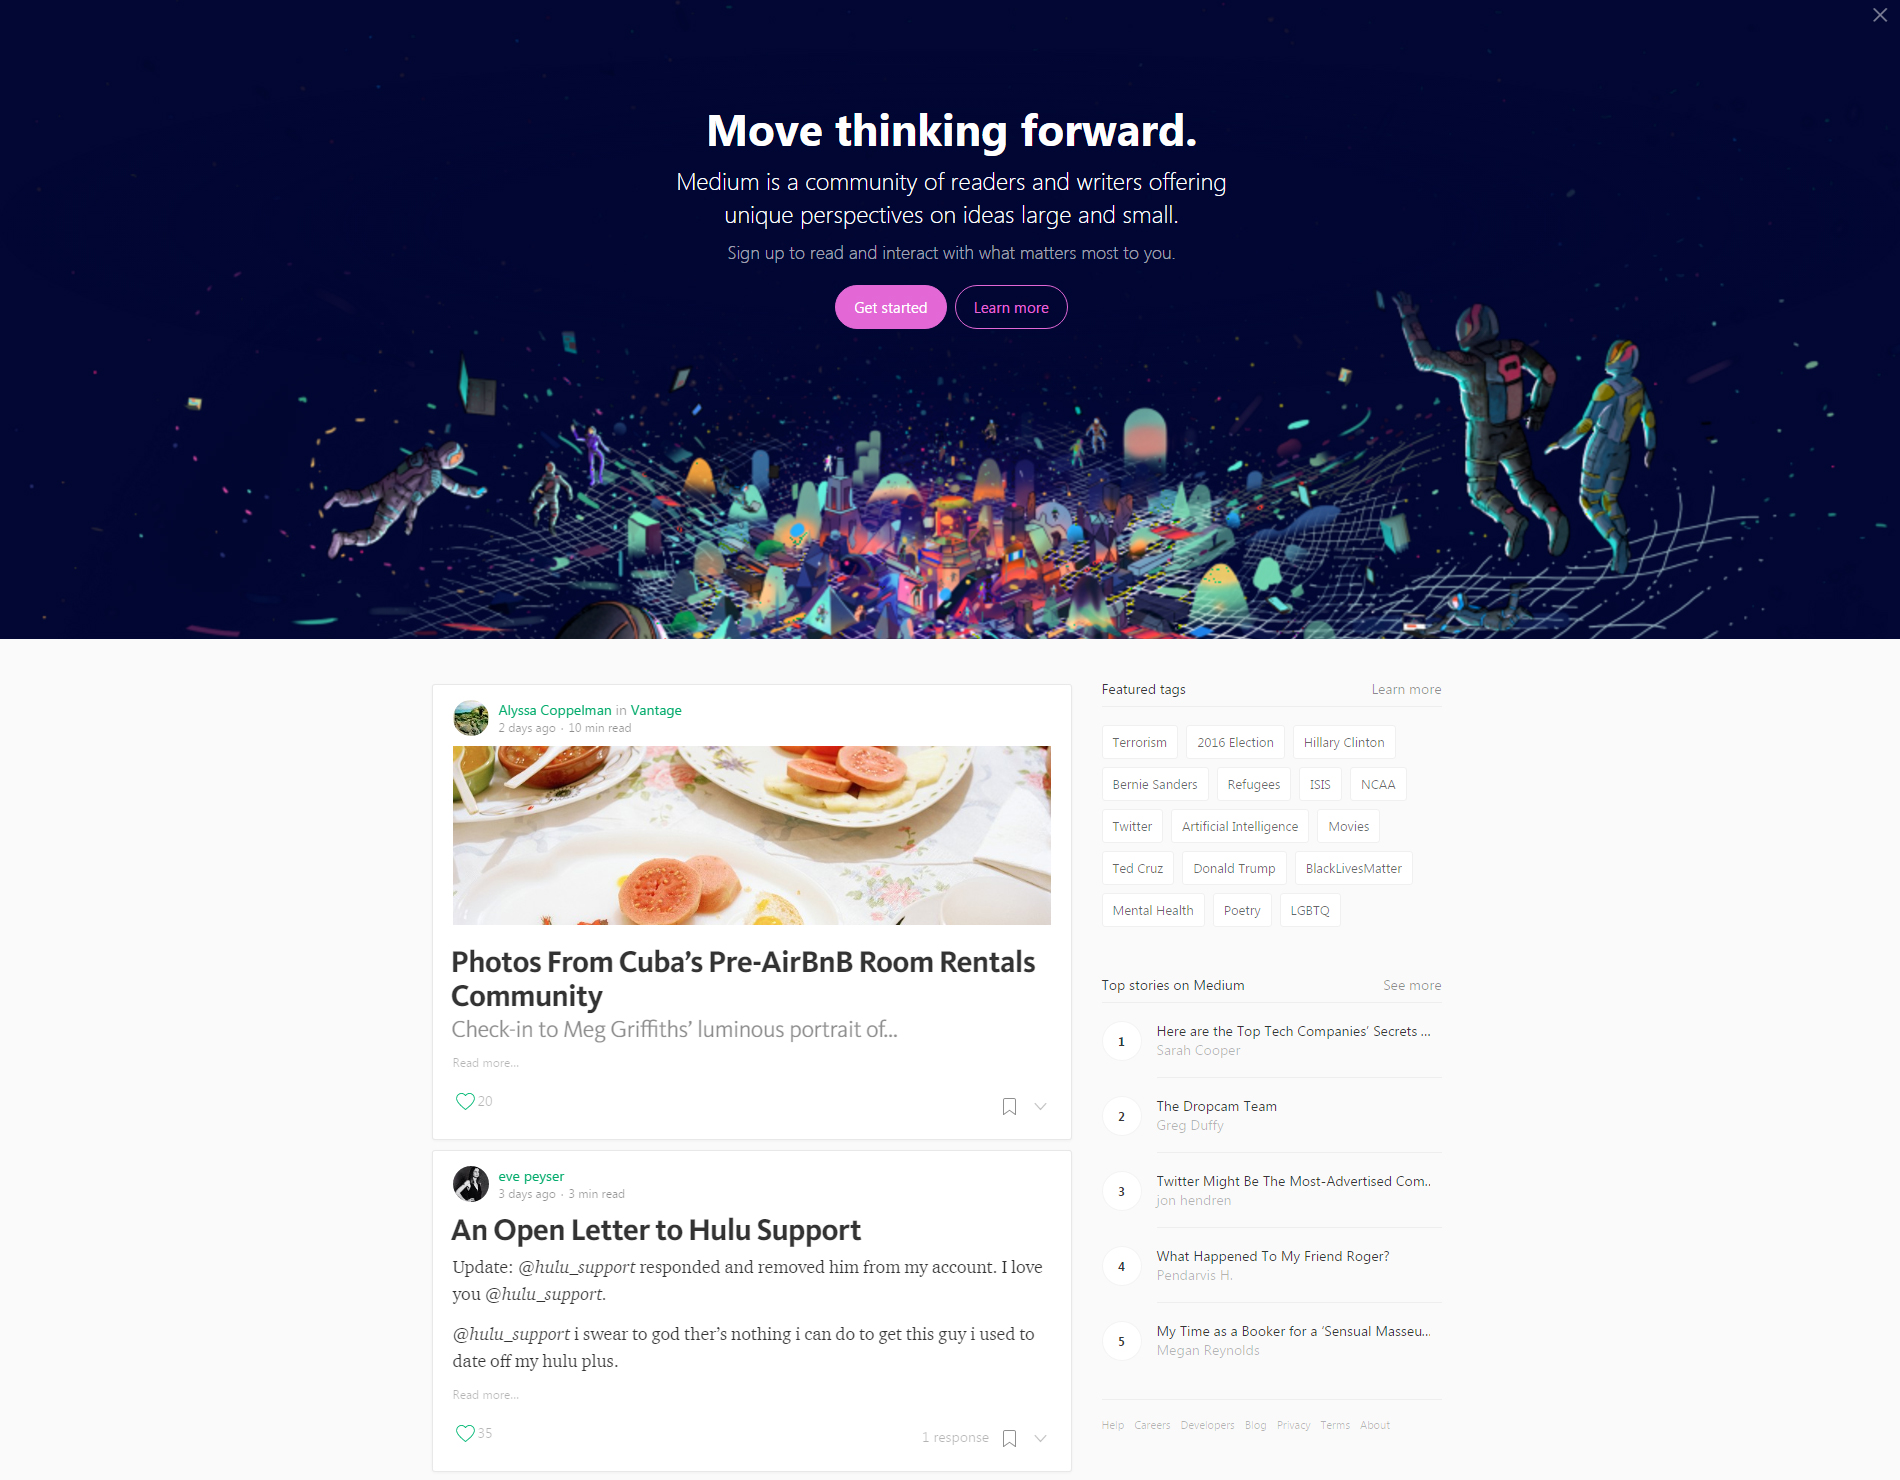 Move thinking forward.
Medium is a community of readers and writers offering
unique perspectives on ideas large and small.
Sign up to read and interact with what matters most to you.
Get started Learn more
Alyssa Coppelman in Vantage
2 days ago · 10 min read
Photos From Cuba’s Pre-AirBnB Room Rentals
Community
Check-in to Meg Griffiths’ luminous portrait of...
Read more...
20
eve peyser
3 days ago · 3 min read
An Open Letter to Hulu Support
Update: @hulu_support responded and removed him from my account. I love
you @hulu_support.
@hulu_support i swear to god ther’s nothing i can do to get this guy i used to
date off my hulu plus.
Read more...
35
1 response
Featured tags Learn more
Terrorism 2016 Election Hillary Clinton
Bernie Sanders Refugees ISIS NCAA
Twitter Artificial Intelligence Movies
Ted Cruz Donald Trump BlackLivesMatter
Mental Health Poetry LGBTQ
Top stories on Medium See more
1 Here are the Top Tech Companies’ Secrets ...
Sarah Cooper
2 The Dropcam Team
Greg Duffy
3 Twitter Might Be The Most-Advertised Com..
jon hendren
4 What Happened To My Friend Roger?
Pendarvis H.
5 My Time as a Booker for a ‘Sensual Masseu...
Megan Reynolds
Help Careers Developers Blog Privacy Terms About